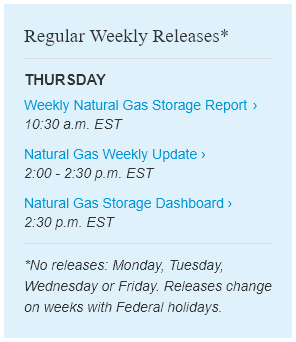 Regular Weekly Releases*
THURSDAY
Weekly Natural Gas Storage Report ›
10:30 a.m. EST
Natural Gas Weekly Update ›
2:00 - 2:30 p.m. EST
Natural Gas Storage Dashboard ›
2:30 p.m. EST
*No releases: Monday, Tuesday,
Wednesday or Friday. Releases change
on weeks with Federal holidays.